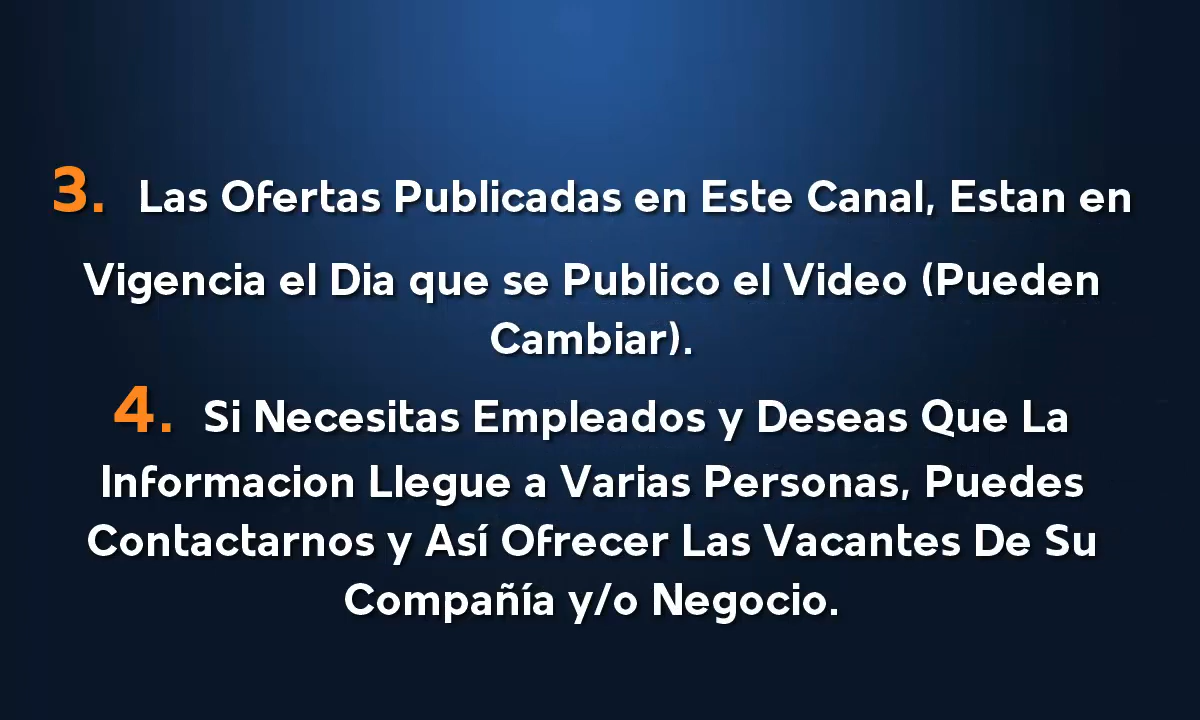 3. Las Ofertas Publicadas en Este Canal, Estan en
Vigencia el Dia que se Publico el Video (Pueden
Cambiar).
4. Si Necesitas Empleados y Deseas Que La
Informacion Llegue a Varias Personas, Puedes
Contactarnos y Así Ofrecer Las Vacantes De Su
Compañía y/o Negocio.